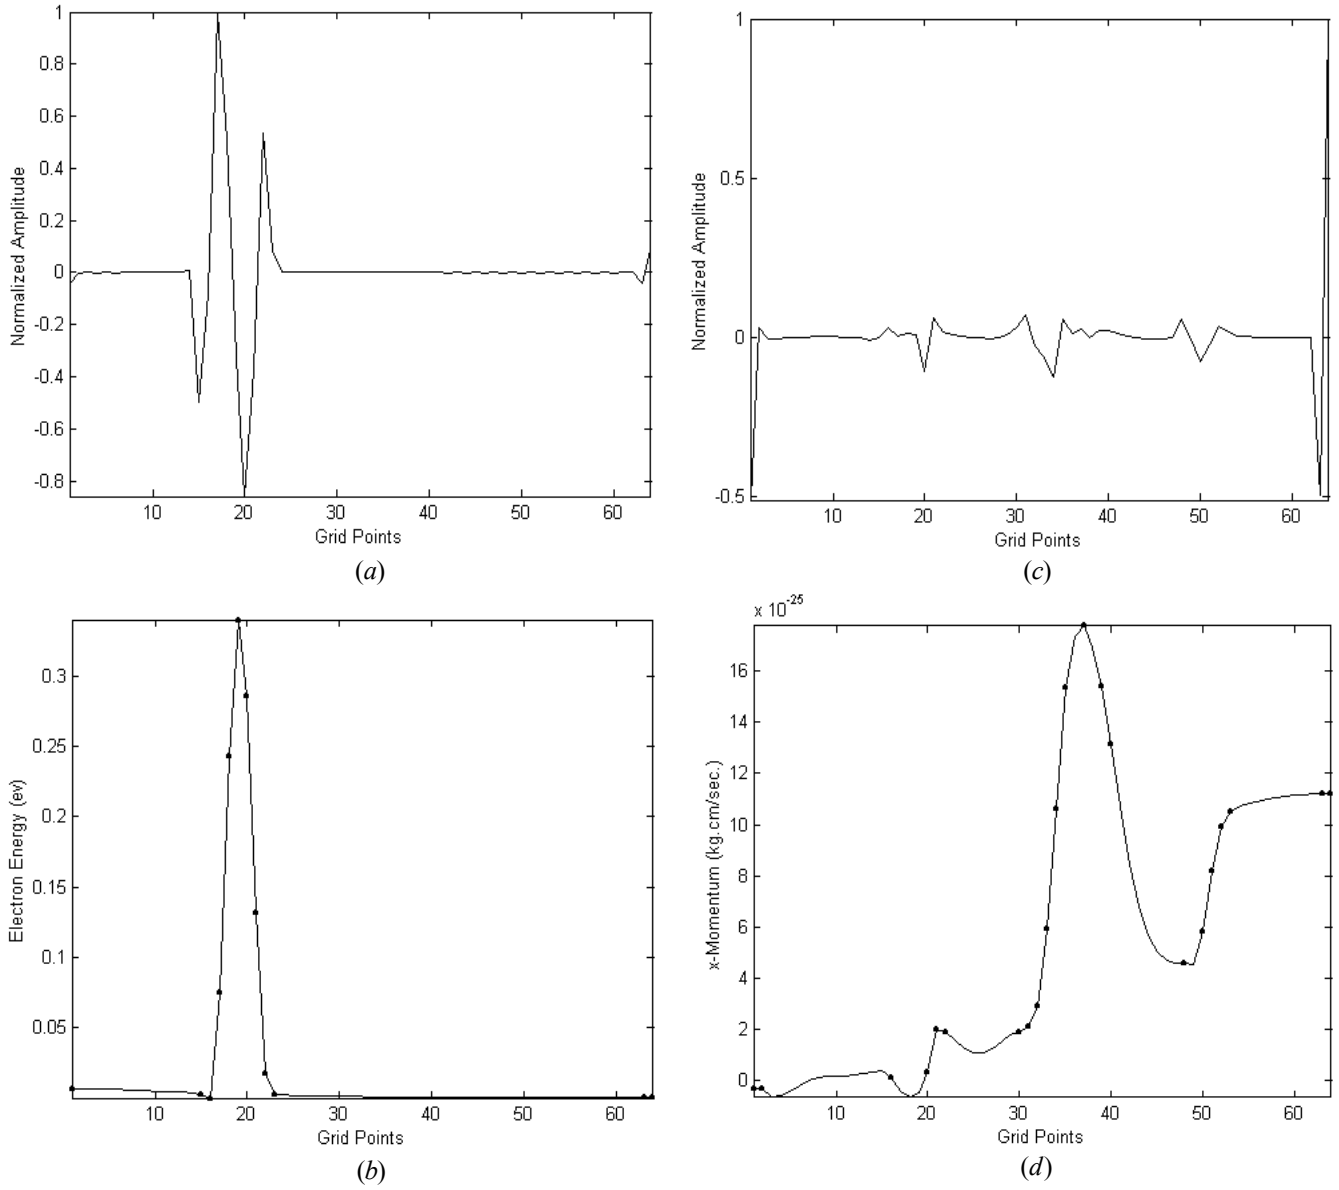 1
0.8
0.6
0.4
0.2
0
-0.2
-0.4
-0.6
-0.8
Normalized Amplitude
10 20 30 40 50 60
Grid Points
(a)
1
0.5
0
-0.5
Normalized Amplitude
10 20 30 40 50 60
Grid Points
(c)
0.3
0.25
0.2
0.15
0.1
0.05
Electron Energy (ev)
10 20 30 40 50 60
Grid Points
(b)
x 10-25
16
14
12
10
8
6
4
2
0
x-Momentum (kg.cm/sec.)
10 20 30 40 50 60
Grid Points
(d)